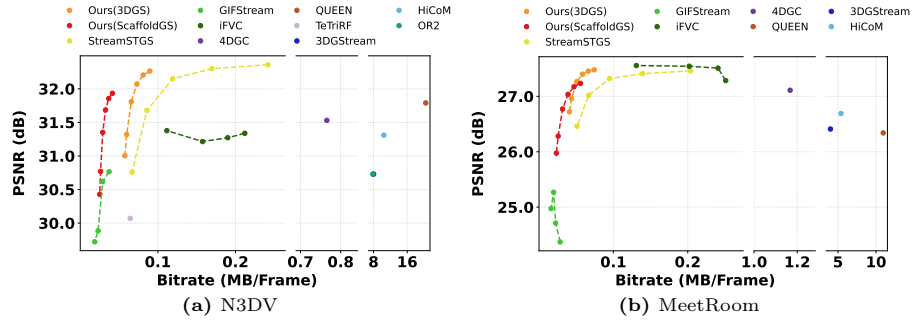 Ours(3DGS) GIFStream QUEEN HiCoM
Ours(ScaffoldGS) iFVC TeTriRF OR2
StreamSTGS 4DGC 3DGStream
PSNR (dB)
32.0
31.5
31.0
30.5
30.0
0.1 0.2 0.7 0.8 8 16
Bitrate (MB/Frame)
(a) N3DV
Ours(3DGS) GIFStream 4DGC 3DGStream
Ours(ScaffoldGS) iFVC QUEEN HiCoM
StreamSTGS
PSNR (dB)
27.0
26.0
25.0
0.1 0.2 1.0 1.2 5 10
Bitrate (MB/Frame)
(b) MeetRoom